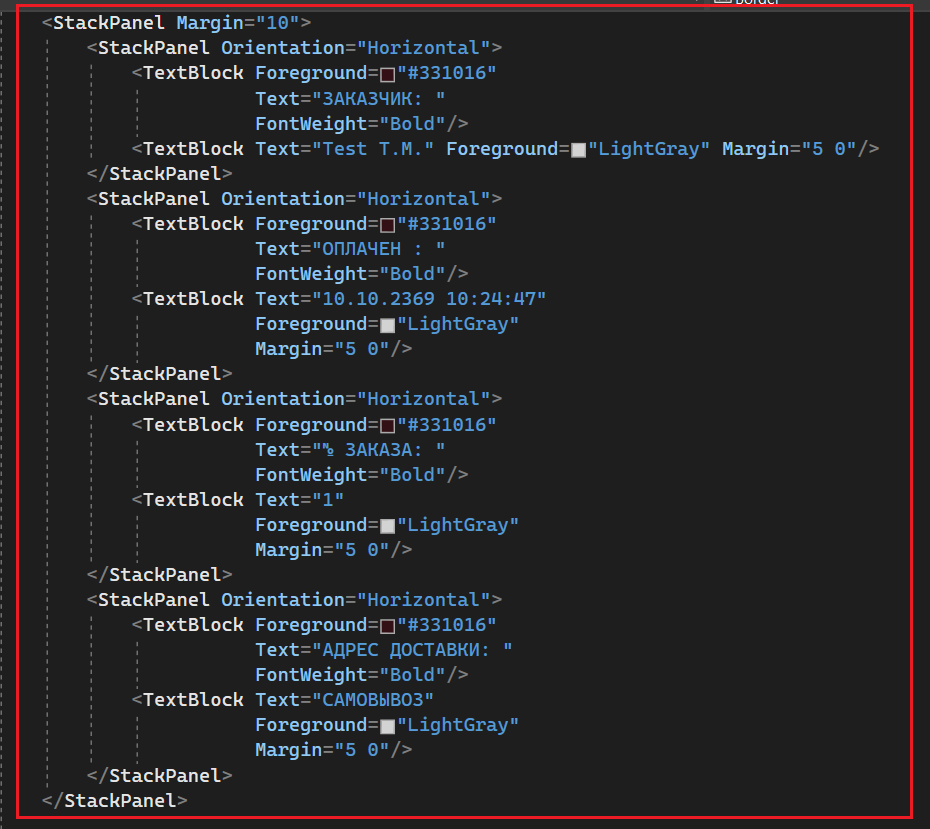 Border
<StackPanel Margin="10">
<StackPanel Orientation="Horizontal">
<TextBlock Foreground="#331016"
Text="ЗАКАЗЧИК: "
FontWeight="Bold"/>
<TextBlock Text="Test T.M." Foreground="LightGray" Margin="5 0"/>
</StackPanel>
<StackPanel Orientation="Horizontal">
<TextBlock Foreground="#331016"
Text="ОПЛАЧЕН : "
FontWeight="Bold"/>
<TextBlock Text="10.10.2369 10:24:47"
Foreground="LightGray"
Margin="5 0"/>
</StackPanel>
<StackPanel Orientation="Horizontal">
<TextBlock Foreground="#331016"
Text="% ЗАКАЗА: "
FontWeight="Bold"/>
<TextBlock Text="1"
Foreground="LightGray"
Margin="5 0"/>
</StackPanel>
<StackPanel Orientation="Horizontal">
<TextBlock Foreground="#331016"
Text="АДРЕС ДОСТАВКИ: "
FontWeight="Bold"/>
<TextBlock Text="САМОВЫВОЗ"
Foreground="LightGray"
Margin="5 0"/>
</StackPanel>
</StackPanel>